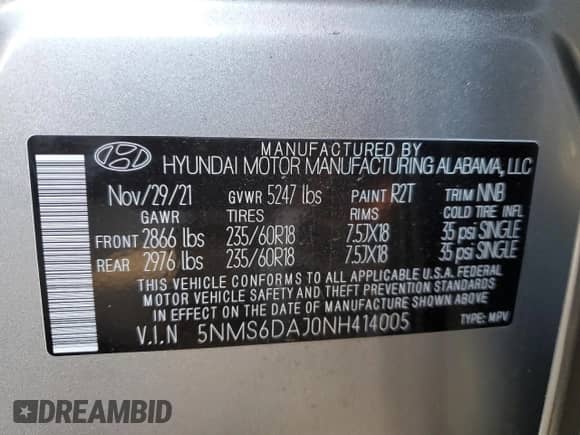 MANUFACTURED BY
HYUNDAI MOTOR MANUFACTURING ALABAMA, LLC
Nov/29/21 GVWR 5247 lbs PAINT R2T TRIM NNB
GAWR TIRES RIMS COLD TIRE INFL
FRONT 2866 lbs 235/60R18 7.5JX18 35 psi SINGLE
REAR 2976 lbs 235/60R18 7.5JX18 35 psi SINGLE
THIS VEHICLE CONFORMS TO ALL APPLICABLE U.S.A. FEDERAL
MOTOR VEHICLE SAFETY, BUMPER, AND THEFT PREVENTION STANDARDS
IN EFFECT ON THE DATE OF MANUFACTURE SHOWN ABOVE.
V.I.N 5NMS6DAJ0NH414005 TYPE: MPV
DREAMBID